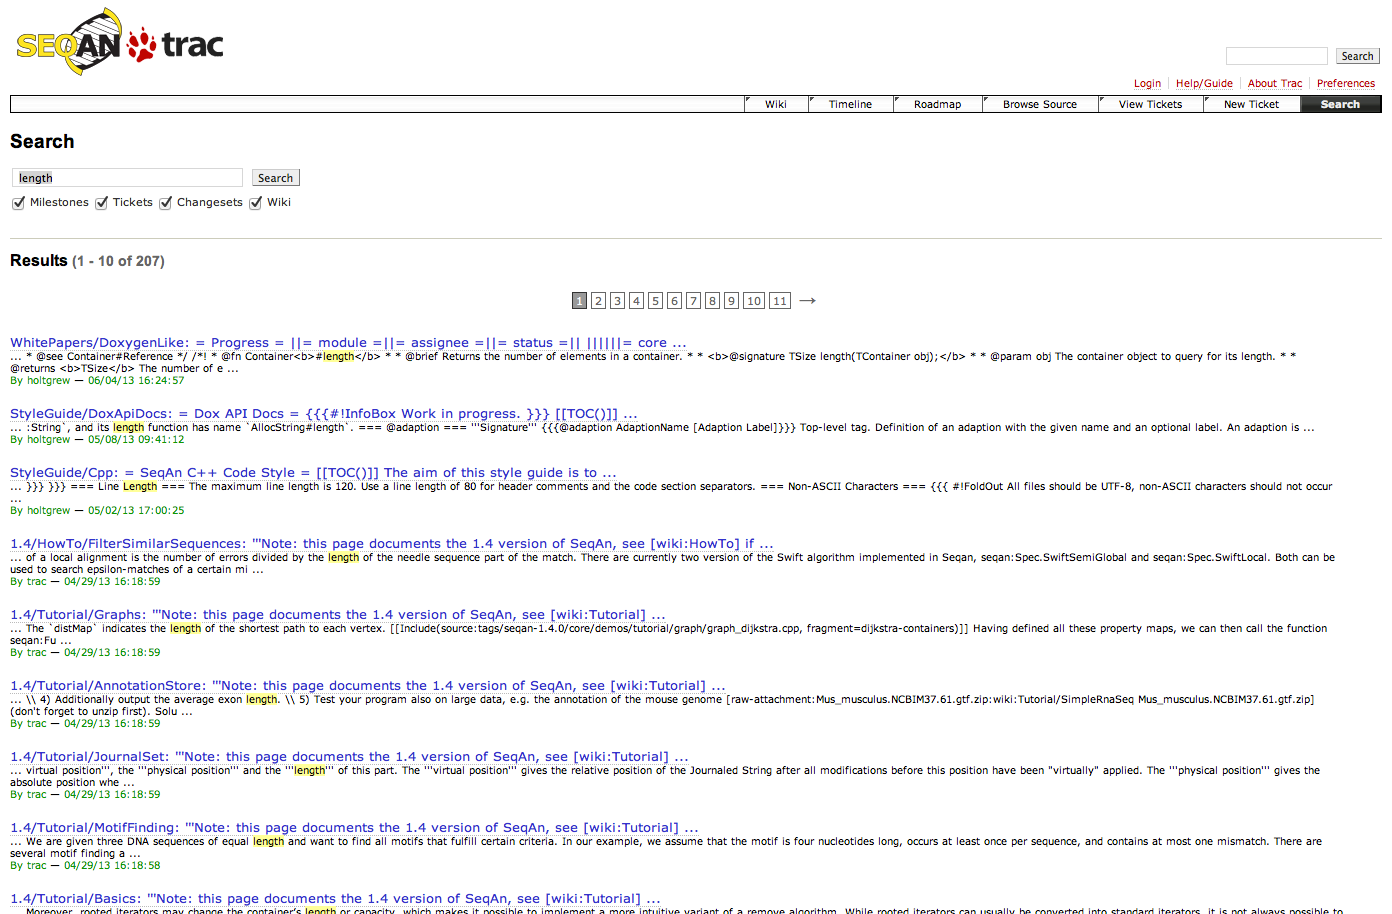 SEQAN trac
Search
Login Help/Guide About Trac Preferences
Wiki Timeline Roadmap Browse Source View Tickets New Ticket Search
Search
length Search
Milestones Tickets Changesets Wiki
Results (1 - 10 of 207)
1 2 3 4 5 6 7 8 9 10 11 →
WhitePapers/DoxygenLike: = Progress = ||= module =||= assignee =||= status =|| ||||||= core ...
... * @see Container#Reference */ /*! * @fn Container<b>#length</b> * * @brief Returns the number of elements in a container. * * <b>@signature TSize length(TContainer obj);</b> * * @param obj The container object to query for its length. * *
@returns <b>TSize</b> The number of e ...
By holtgrew — 06/04/13 16:24:57
StyleGuide/DoxApiDocs: = Dox API Docs = {{{#!InfoBox Work in progress. }}} [[TOC()]] ...
... :String`, and its length function has name `AllocString#length`. === @adaption === '''Signature''' {{{@adaption AdaptionName [Adaption Label]}}} Top-level tag. Definition of an adaption with the given name and an optional label. An adaption is ...
By holtgrew — 05/08/13 09:41:12
StyleGuide/Cpp: = SeqAn C++ Code Style = [[TOC()]] The aim of this style guide is to ...
... }}} }}} === Line Length === The maximum line length is 120. Use a line length of 80 for header comments and the code section separators. === Non-ASCII Characters === {{{ #!FoldOut All files should be UTF-8, non-ASCII characters should not occur
...
By holtgrew — 05/02/13 17:00:25
1.4/HowTo/FilterSimilarSequences: '''Note: this page documents the 1.4 version of SeqAn, see [wiki:HowTo] if ...
... of a local alignment is the number of errors divided by the length of the needle sequence part of the match. There are currently two version of the Swift algorithm implemented in Seqan, seqan:Spec.SwiftSemiGlobal and seqan:Spec.SwiftLocal. Both can be
used to search epsilon-matches of a certain mi ...
By trac — 04/29/13 16:18:59
1.4/Tutorial/Graphs: '''Note: this page documents the 1.4 version of SeqAn, see [wiki:Tutorial] ...
... The `distMap` indicates the length of the shortest path to each vertex. [[Include(source:tags/seqan-1.4.0/core/demos/tutorial/graph/graph_dijkstra.cpp, fragment=dijkstra-containers)]] Having defined all these property maps, we can then call the function
seqan:Fu ...
By trac — 04/29/13 16:18:59
1.4/Tutorial/AnnotationStore: '''Note: this page documents the 1.4 version of SeqAn, see [wiki:Tutorial] ...
... \\ 4) Additionally output the average exon length. \\ 5) Test your program also on large data, e.g. the annotation of the mouse genome [raw-attachment:Mus_musculus.NCBIM37.61.gtf.zip:wiki:Tutorial/SimpleRnaSeq Mus_musculus.NCBIM37.61.gtf.zip]
(don't forget to unzip first). Solu ...
By trac — 04/29/13 16:18:59
1.4/Tutorial/JournalSet: '''Note: this page documents the 1.4 version of SeqAn, see [wiki:Tutorial] ...
... virtual position''', the '''physical position''' and the '''length''' of this part. The '''virtual position''' gives the relative position of the Journaled String after all modifications before this position have been "virtually" applied. The '''physical position''' gives the
absolute position whe ...
By trac — 04/29/13 16:18:59
1.4/Tutorial/MotifFinding: '''Note: this page documents the 1.4 version of SeqAn, see [wiki:Tutorial] ...
... We are given three DNA sequences of equal length and want to find all motifs that fulfill certain criteria. In our example, we assume that the motif is four nucleotides long, occurs at least once per sequence, and contains at most one mismatch. There are
several motif finding a ...
By trac — 04/29/13 16:18:58
1.4/Tutorial/Basics: '''Note: this page documents the 1.4 version of SeqAn, see [wiki:Tutorial] ...
... Moreover, rooted iterators may change the container's length or capacity, which makes it possible to implement a more intuitive variant of a remove algorithm. While rooted iterators can usually be converted into standard iterators, it is not always possible to